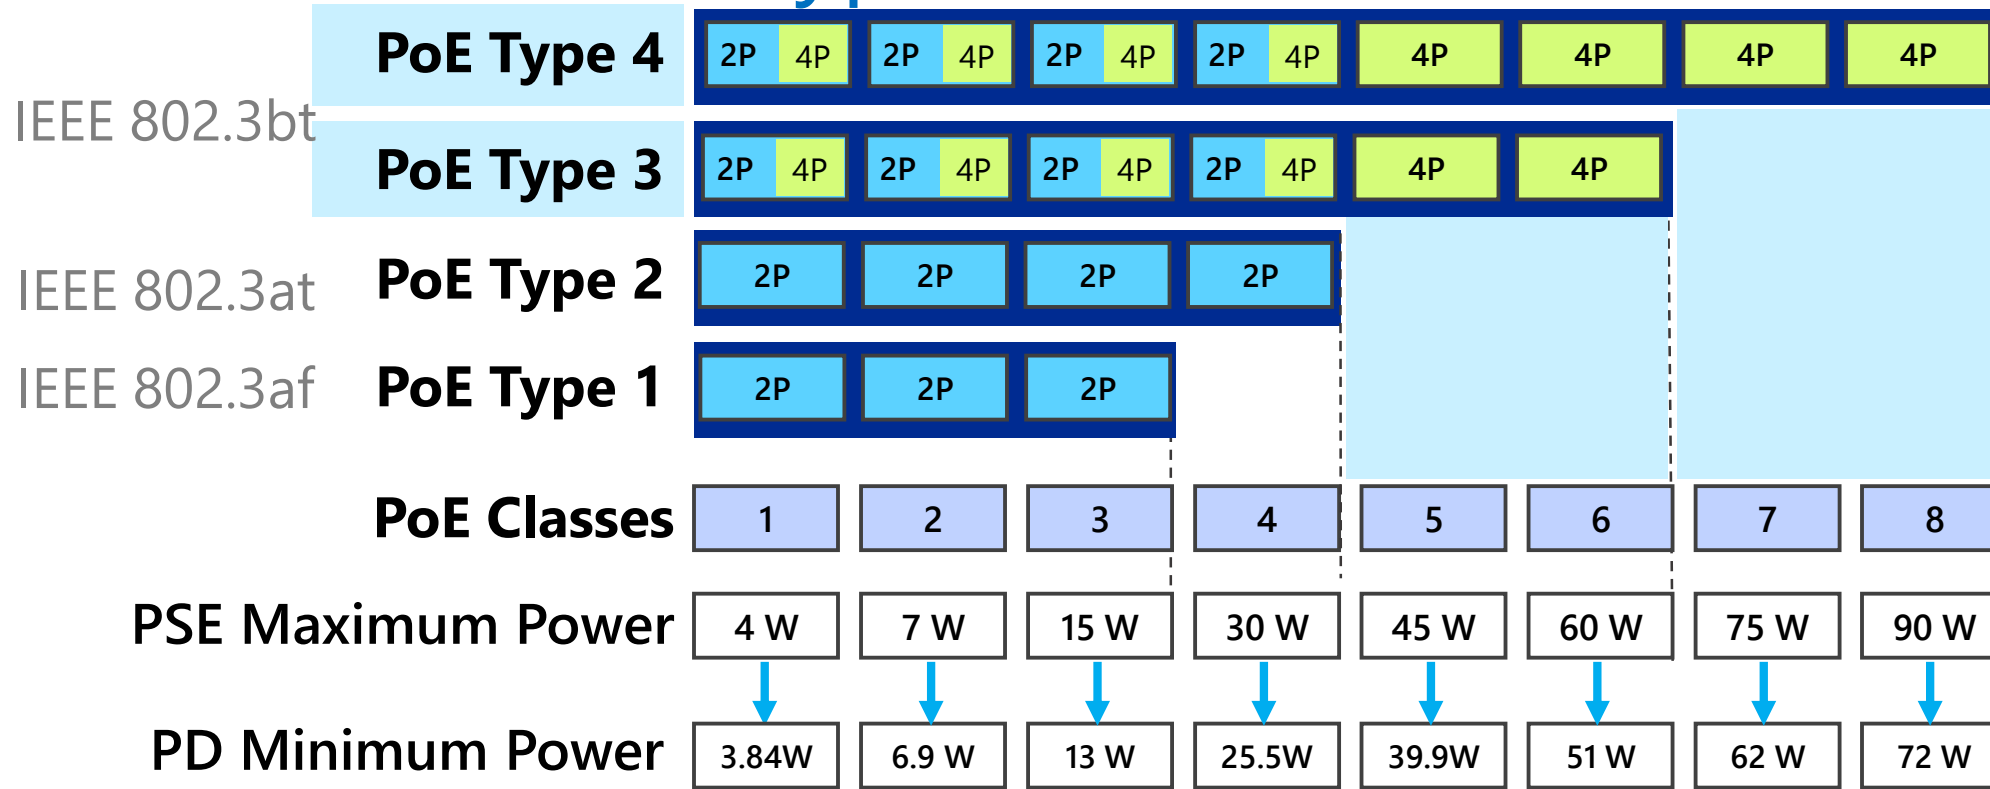 PoE Type 4 2P 4P 2P 4P 2P 4P 2P 4P 4P 4P 4P 4P
IEEE 802.3bt
PoE Type 3 2P 4P 2P 4P 2P 4P 2P 4P 4P 4P
IEEE 802.3at PoE Type 2 2P 2P 2P 2P
IEEE 802.3af PoE Type 1 2P 2P 2P
PoE Classes 1 2 3 4 5 6 7 8
PSE Maximum Power 4 W 7 W 15 W 30 W 45 W 60 W 75 W 90 W
PD Minimum Power 3.84W 6.9 W 13 W 25.5W 39.9W 51 W 62 W 72 W